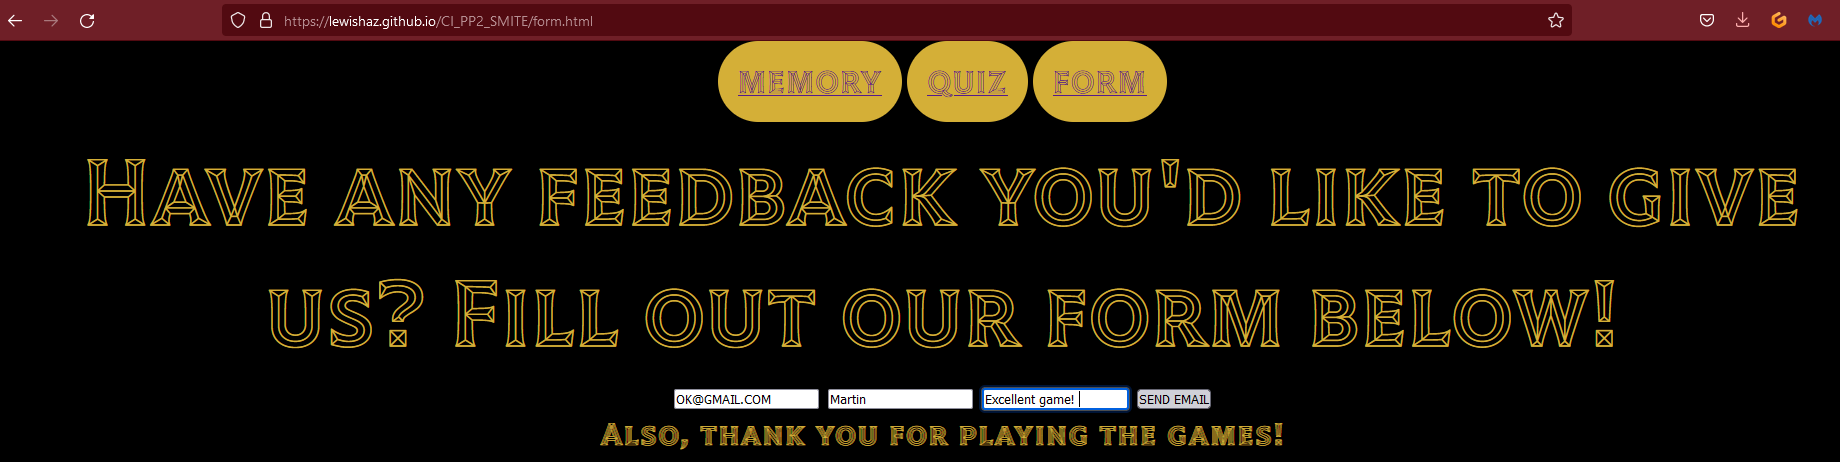 https://lewishaz.github.io/CI_PP2_SMITE/form.html
MEMORY QUIZ FORM
Have any feedback you'd like to give
us? Fill out our form below!
OK@GMAIL.COM Martin Excellent game! SEND EMAIL
Also, thank you for playing the games!